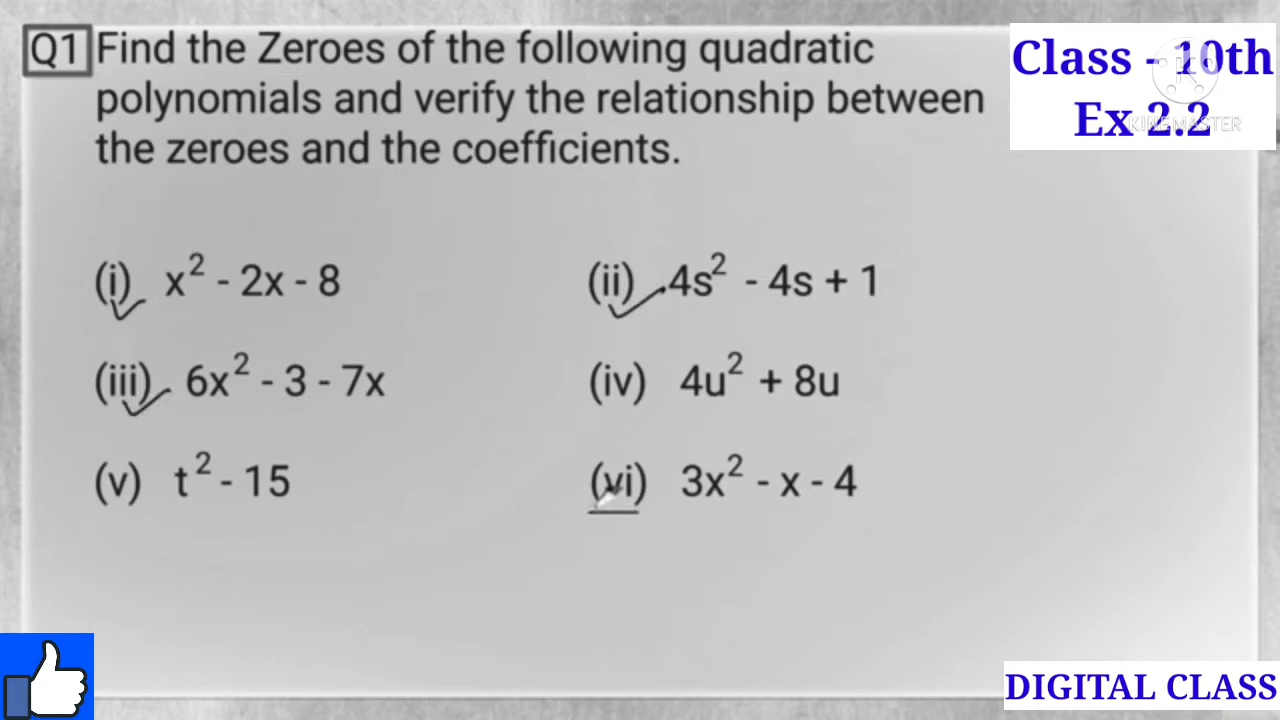 Q1 Find the Zeroes of the following quadratic
polynomials and verify the relationship between
the zeroes and the coefficients.
Class - 10th
Ex 2.2
KINEMASTER
(i) x² - 2x - 8
(ii) 4s² - 4s + 1
(iii) 6x² - 3 - 7x
(iv) 4u² + 8u
(v) t² - 15
(vi) 3x² - x - 4
DIGITAL CLASS